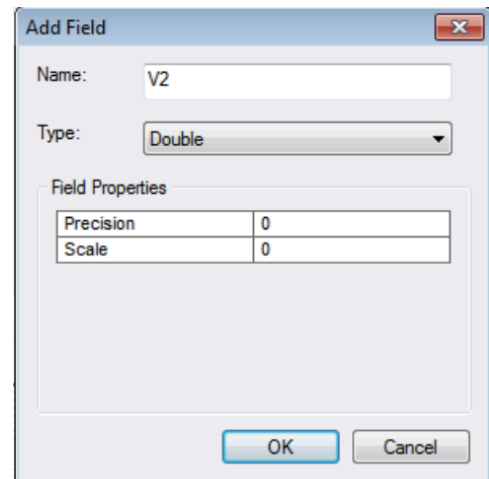 Add Field
Name: V2
Type: Double
Field Properties
Precision 0
Scale 0
OK Cancel